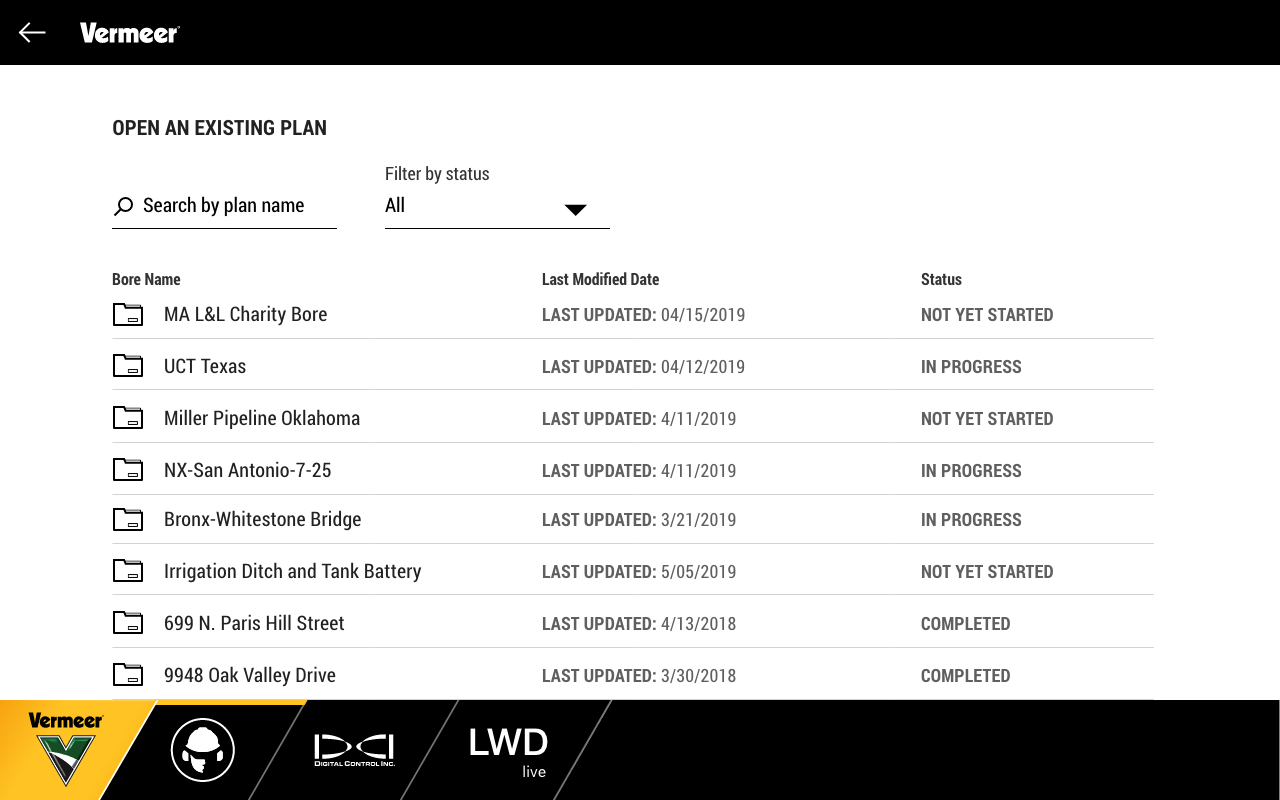 Vermeer
OPEN AN EXISTING PLAN
Filter by status
Search by plan name
All
Bore Name Last Modified Date Status
MA L&L Charity Bore LAST UPDATED: 04/15/2019 NOT YET STARTED
UCT Texas LAST UPDATED: 04/12/2019 IN PROGRESS
Miller Pipeline Oklahoma LAST UPDATED: 4/11/2019 NOT YET STARTED
NX-San Antonio-7-25 LAST UPDATED: 4/11/2019 IN PROGRESS
Bronx-Whitestone Bridge LAST UPDATED: 3/21/2019 IN PROGRESS
Irrigation Ditch and Tank Battery LAST UPDATED: 5/05/2019 NOT YET STARTED
699 N. Paris Hill Street LAST UPDATED: 4/13/2018 COMPLETED
9948 Oak Valley Drive LAST UPDATED: 3/30/2018 COMPLETED
Vermeer
DCI
DIGITAL CONTROL INC.
LWD
live